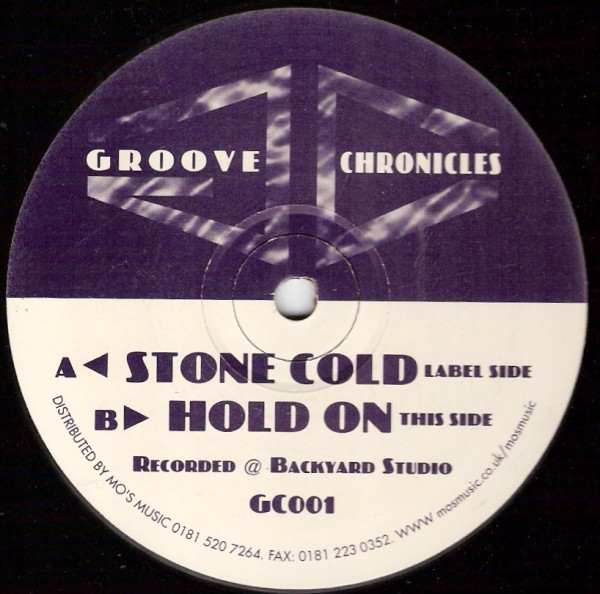 GROOVE CHRONICLES
A◄ STONE COLD LABEL SIDE
B► HOLD ON THIS SIDE
RECORDED @ BACKYARD STUDIO
GC001
DISTRIBUTED BY MO'S MUSIC 0181 520 7264. FAX: 0181 223 0352. WWW mosmusic.co.uk/mosmusic